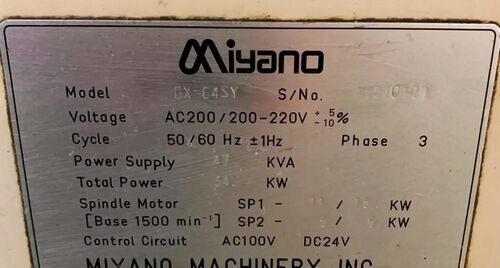 Miyano
Model
S/No.
Voltage AC200/200-220V + 5 - 10 %
Cycle 50/60 Hz ±1Hz Phase 3
Power Supply KVA
Total Power KW
Spindle Motor SP1 - / KW
[Base 1500 min⁻¹] SP2 - KW
Control Circuit AC100V DC24V
MIYANO MACHINERY INC